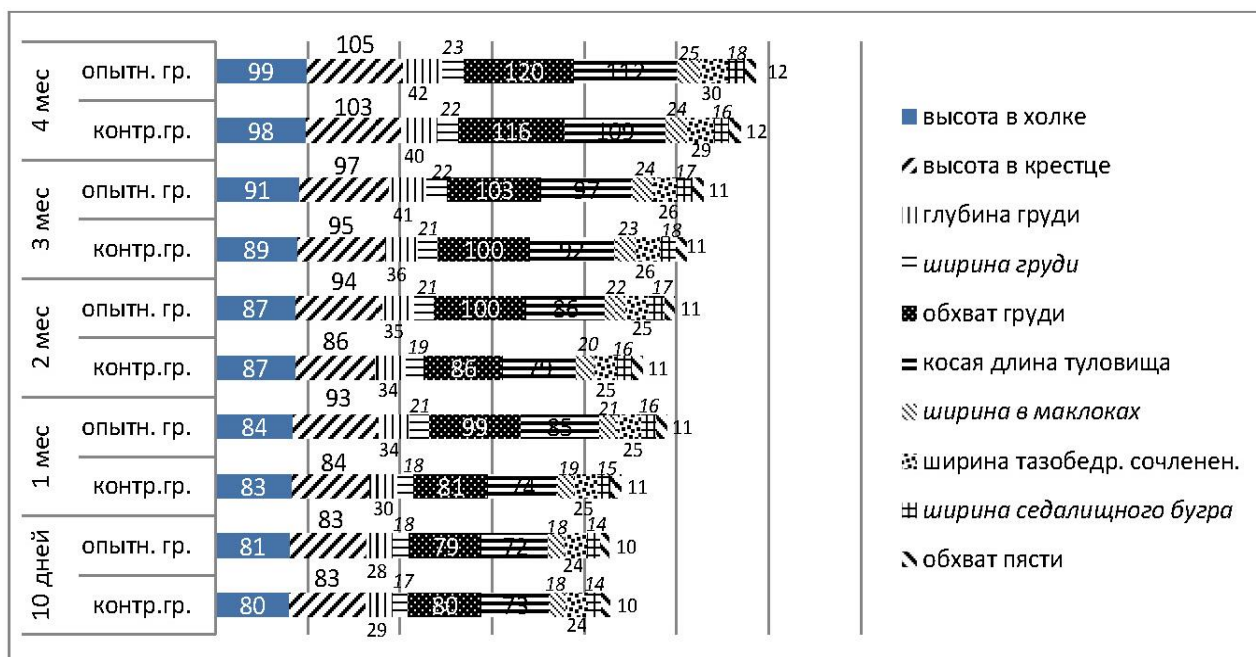 4 мес
опытн. гр.
99 105 42 23 120 112 25 30 18 12
контр.гр.
98 103 40 22 116 109 24 29 16 12
3 мес
опытн. гр.
91 97 41 22 103 97 24 26 17 11
контр.гр.
89 95 36 21 100 92 23 26 18 11
2 мес
опытн. гр.
87 94 35 21 100 86 22 25 17 11
контр.гр.
87 86 34 19 86 79 20 25 16 11
1 мес
опытн. гр.
84 93 34 21 99 85 21 25 16 11
контр.гр.
83 84 30 18 81 74 19 25 15 11
10 дней
опытн. гр.
81 83 28 18 79 72 18 24 14 10
контр.гр.
80 83 29 17 80 73 18 24 14 10
высота в холке
высота в крестце
глубина груди
ширина груди
обхват груди
косая длина туловища
ширина в маклоках
ширина тазобедр. сочленен.
ширина седалищного бугра
обхват пясти